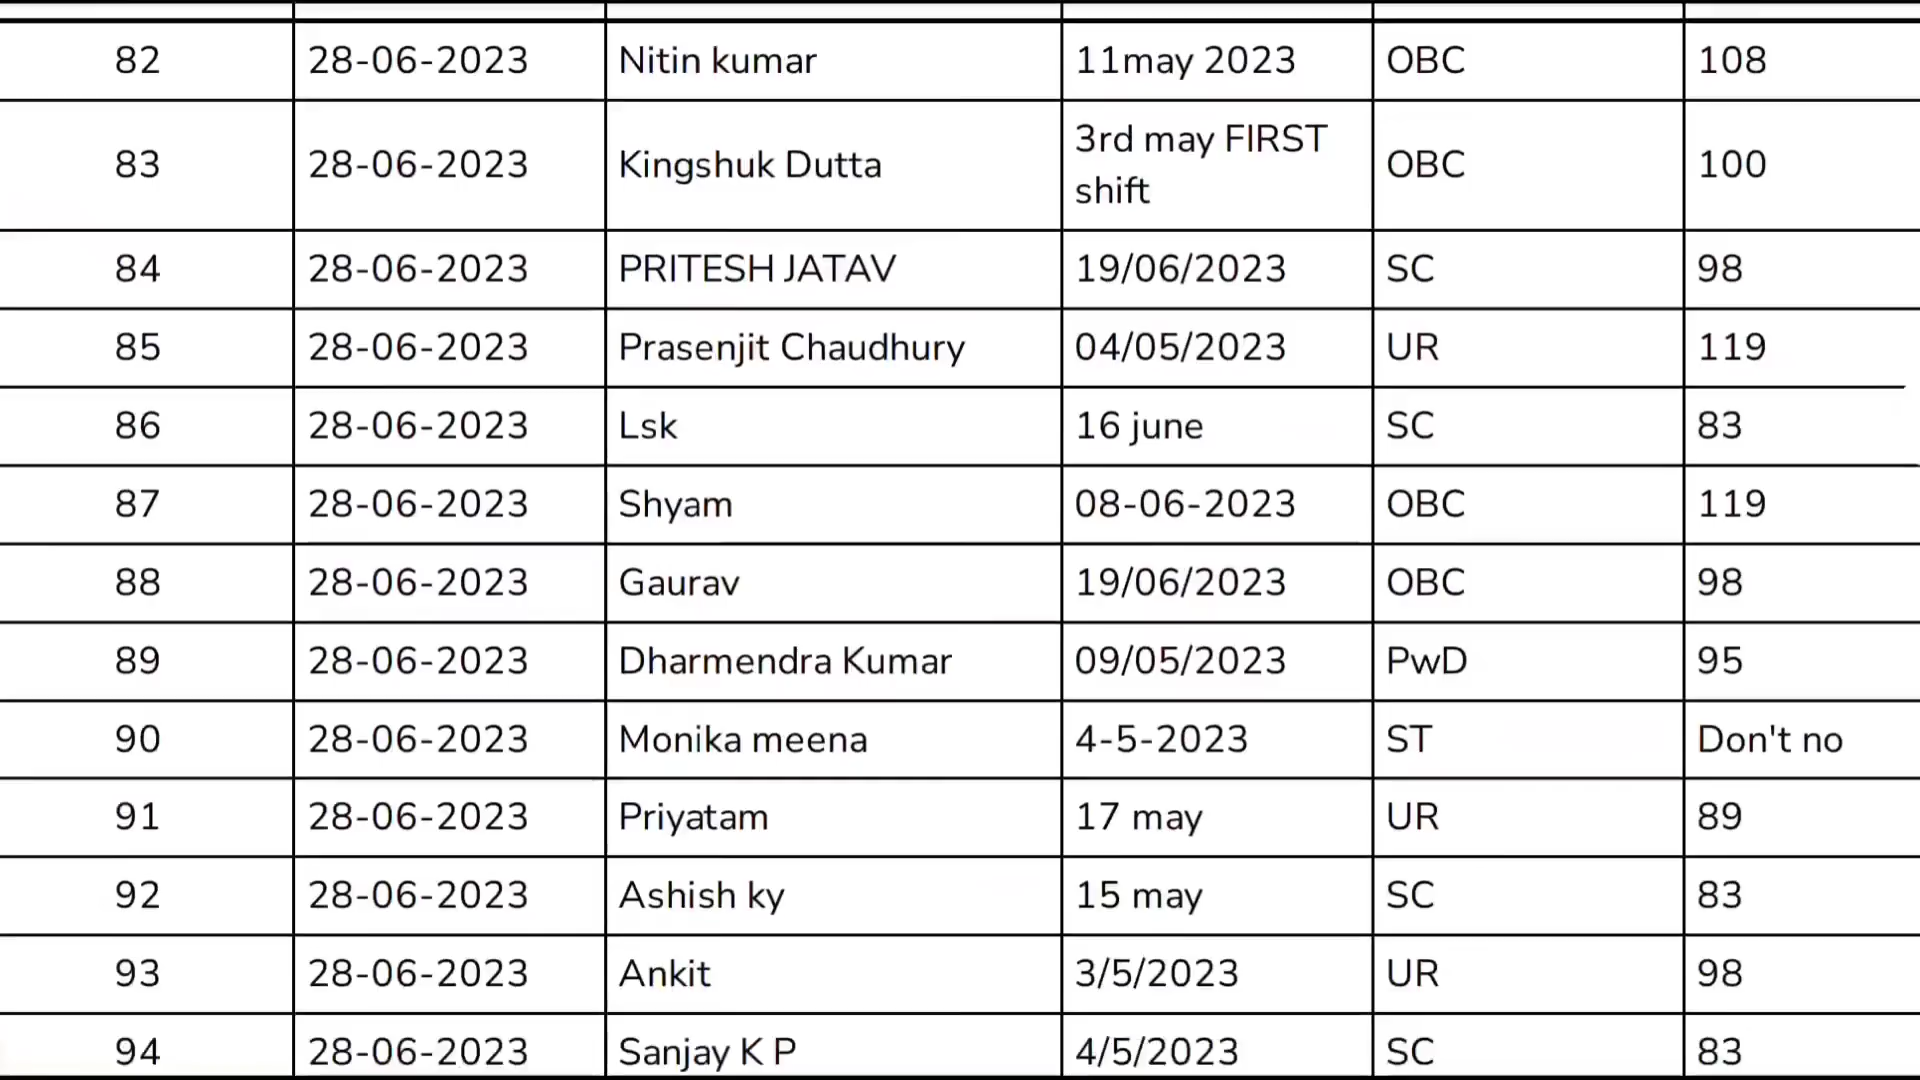 82 28-06-2023 Nitin kumar 11may 2023 OBC 108
83 28-06-2023 Kingshuk Dutta 3rd may FIRST shift OBC 100
84 28-06-2023 PRITESH JATAV 19/06/2023 SC 98
85 28-06-2023 Prasenjit Chaudhury 04/05/2023 UR 119
86 28-06-2023 Lsk 16 june SC 83
87 28-06-2023 Shyam 08-06-2023 OBC 119
88 28-06-2023 Gaurav 19/06/2023 OBC 98
89 28-06-2023 Dharmendra Kumar 09/05/2023 PwD 95
90 28-06-2023 Monika meena 4-5-2023 ST Don't no
91 28-06-2023 Priyatam 17 may UR 89
92 28-06-2023 Ashish ky 15 may SC 83
93 28-06-2023 Ankit 3/5/2023 UR 98
94 28-06-2023 Sanjay K P 4/5/2023 SC 83